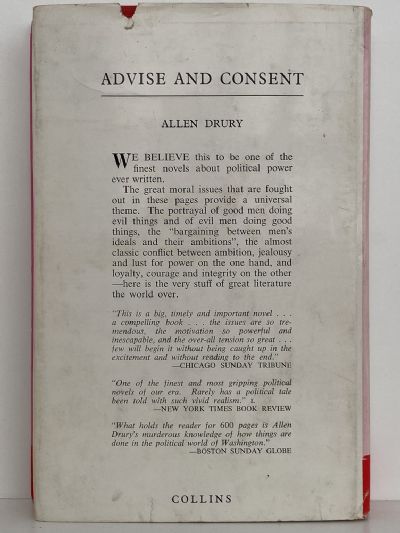 ADVISE AND CONSENT
ALLEN DRURY
WE BELIEVE this to be one of the
finest novels about political power
ever written.
The great moral issues that are fought
out in these pages provide a universal
theme. The portrayal of good men doing
evil things and of evil men doing good
things, the "bargaining between men's
ideals and their ambitions", the almost
classic conflict between ambition, jealousy
and lust for power on the one hand, and
loyalty, courage and integrity on the other
—here is the very stuff of great literature
the world over.
"This is a big, timely and important novel . . .
a compelling book . . . the issues are so tre-
mendous, the motivation so powerful and
inescapable, and the over-all tension so great . . .
few will begin it without being caught up in the
excitement and without reading to the end."
—CHICAGO SUNDAY TRIBUNE
"One of the finest and most gripping political
novels of our era. Rarely has a political tale
been told with such vivid realism."
—NEW YORK TIMES BOOK REVIEW
"What holds the reader for 600 pages is Allen
Drury's murderous knowledge of how things are
done in the political world of Washington."
—BOSTON SUNDAY GLOBE
COLLINS